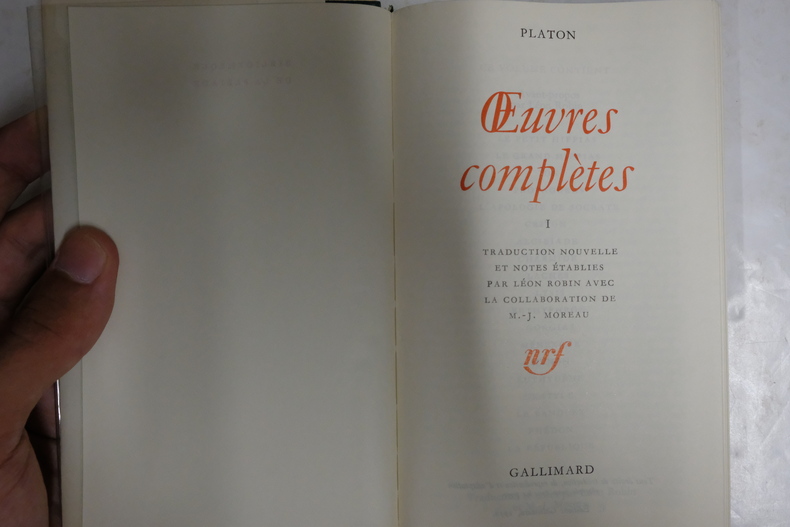 PLATON
Œuvres
complètes
I
TRADUCTION NOUVELLE
ET NOTES ÉTABLIES
PAR LÉON ROBIN AVEC
LA COLLABORATION DE
M.-J. MOREAU
nrf
GALLIMARD